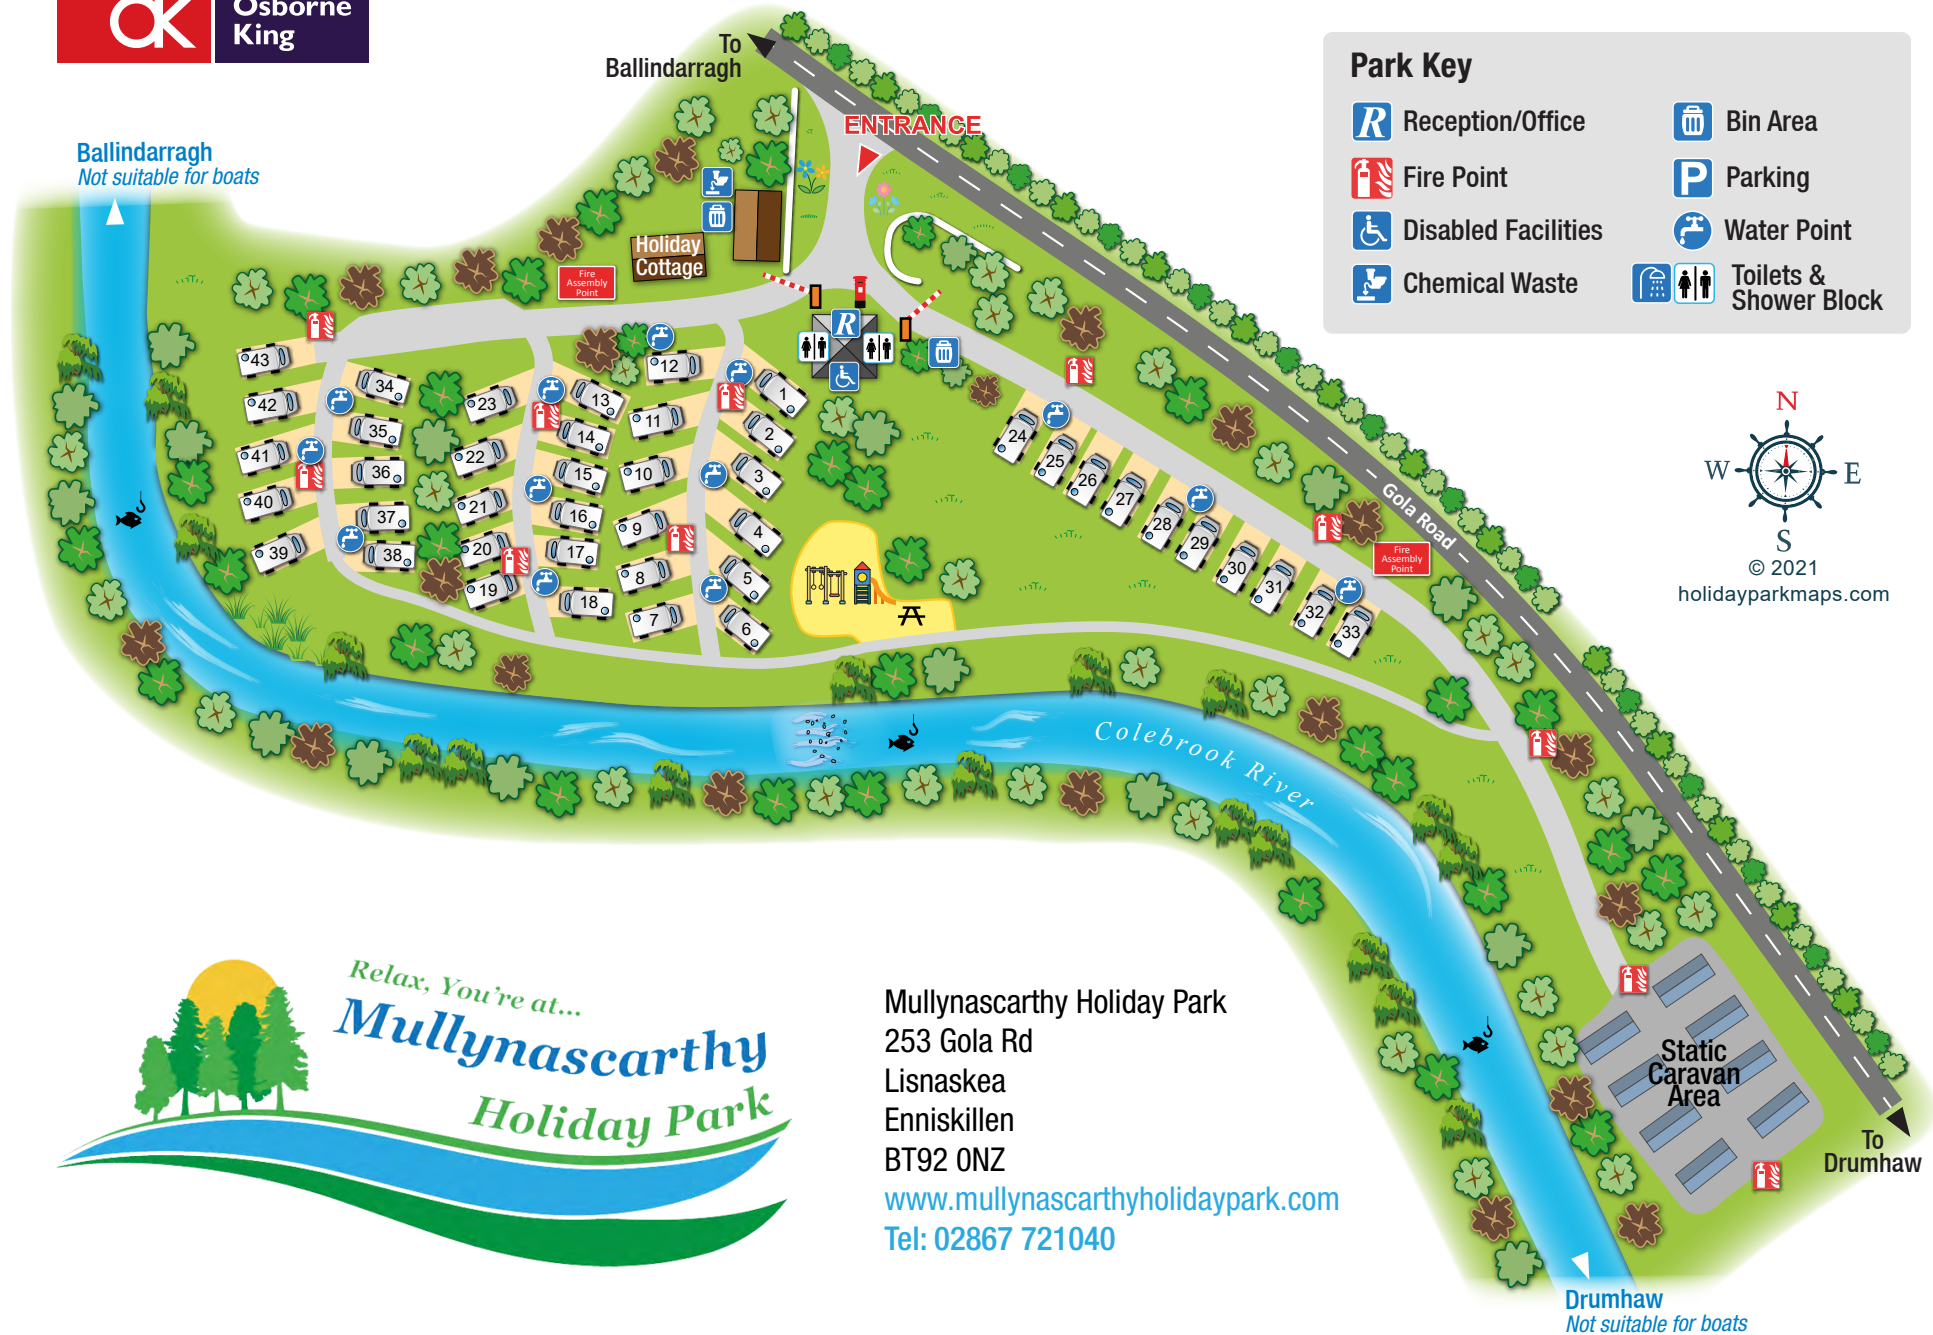 Osborne
King
To
Ballindarragh
ENTRANCE
Park Key
R Reception/Office
Bin Area
Fire Point
P Parking
Disabled Facilities
Water Point
Chemical Waste
Toilets &
Shower Block
Ballindarragh
Not suitable for boats
Holiday
Cottage
Fire
Assembly
Point
R
43
42
41
40
39
34
35
36
37
38
23
22
21
20
19
13
14
15
16
17
18
12
11
10
9
8
7
1
2
3
4
5
6
24
25
26
27
28
29
30
31
32
33
Gola Road
Fire
Assembly
Point
N
W
E
S
© 2021
holidayparkmaps.com
Colebrook River
Static
Caravan
Area
To
Drumhaw
Drumhaw
Not suitable for boats
Relax, You're at...
Mullynascarthy
Holiday Park
Mullynascarthy Holiday Park
253 Gola Rd
Lisnaskea
Enniskillen
BT92 0NZ
www.mullynascarthyholidaypark.com
Tel: 02867 721040